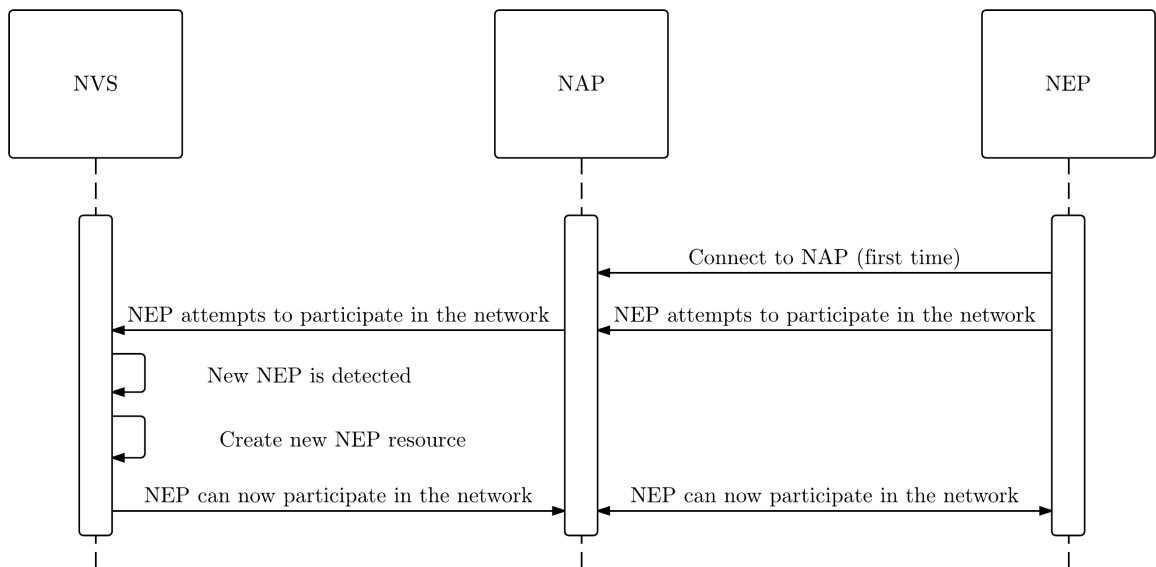 NVS
NAP
NEP
Connect to NAP (first time)
NEP attempts to participate in the network
NEP attempts to participate in the network
New NEP is detected
Create new NEP resource
NEP can now participate in the network
NEP can now participate in the network